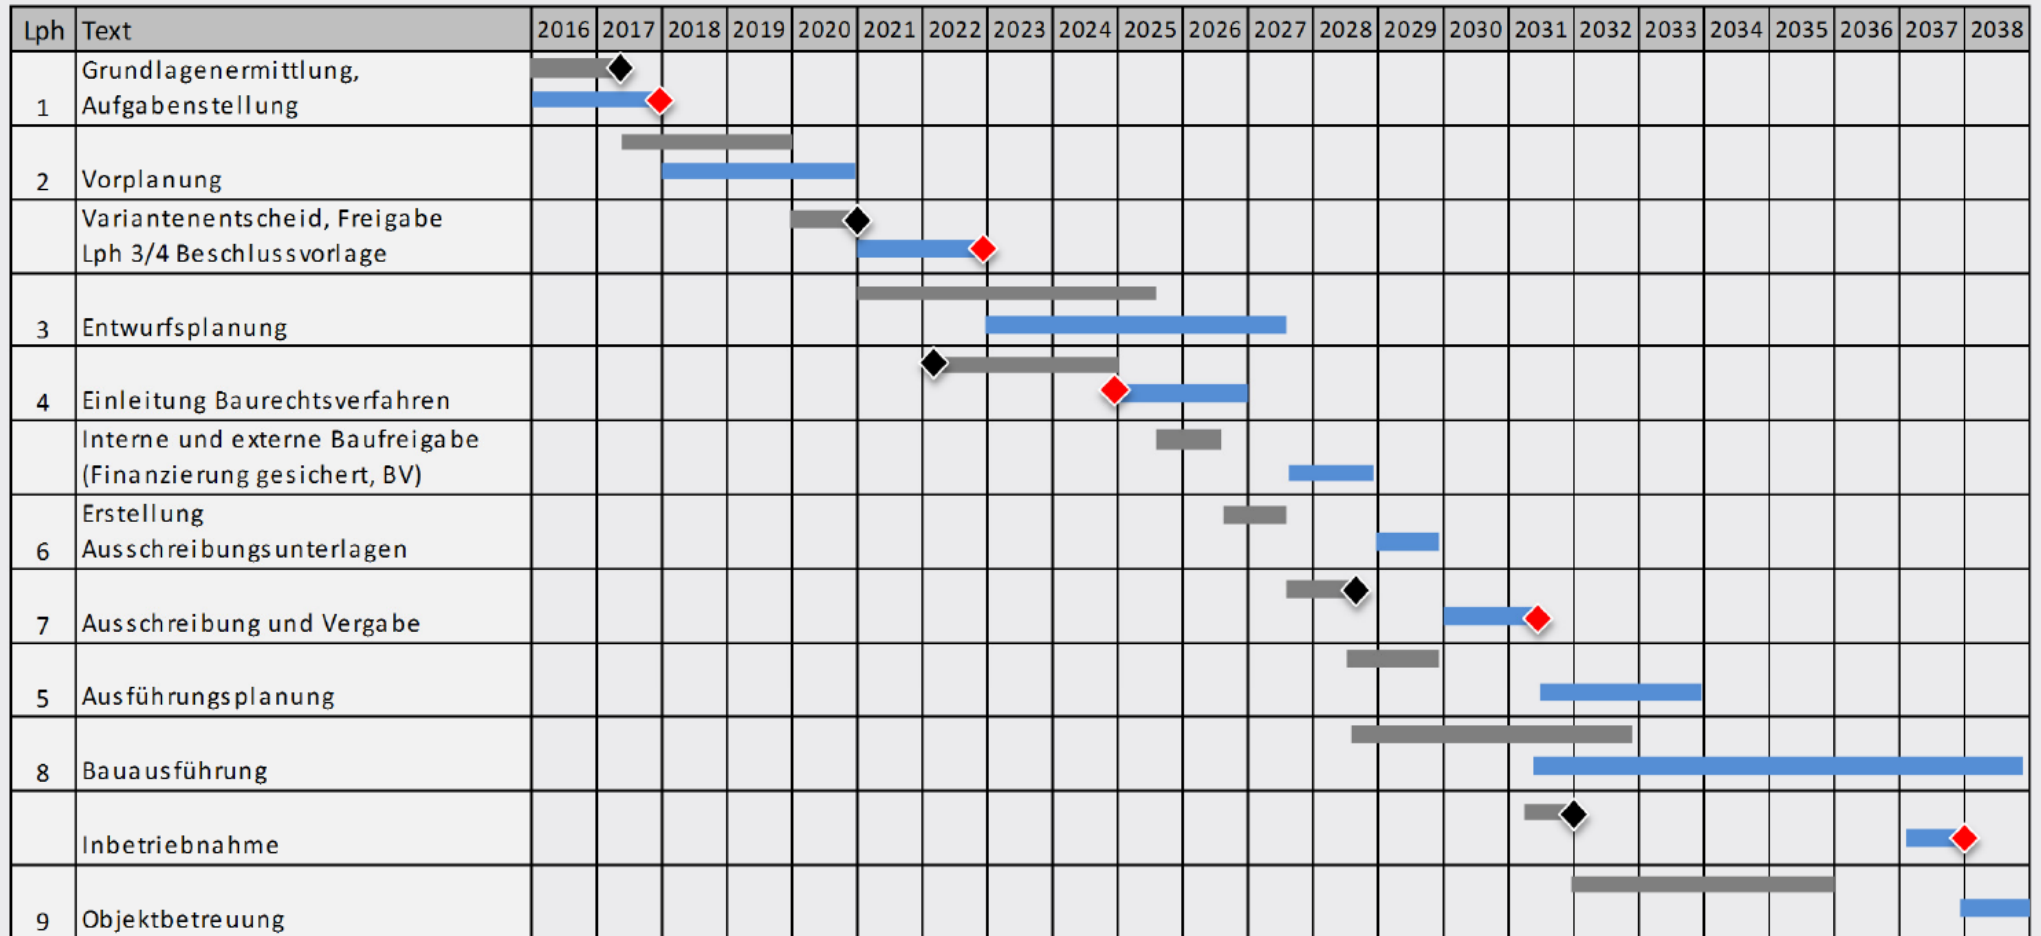 Lph Text 2016 2017 2018 2019 2020 2021 2022 2023 2024 2025 2026 2027 2028 2029 2030 2031 2032 2033 2034 2035 2036 2037 2038
Grundlagenermittlung,
1 Aufgabenstellung
2 Vorplanung
Variantenentscheid, Freigabe
Lph 3/4 Beschlussvorlage
3 Entwurfsplanung
4 Einleitung Baurechtsverfahren
Interne und externe Baufreigabe
(Finanzierung gesichert, BV)
Erstellung
6 Ausschreibungsunterlagen
7 Ausschreibung und Vergabe
5 Ausführungsplanung
8 Bauausführung
Inbetriebnahme
9 Objektbetreuung